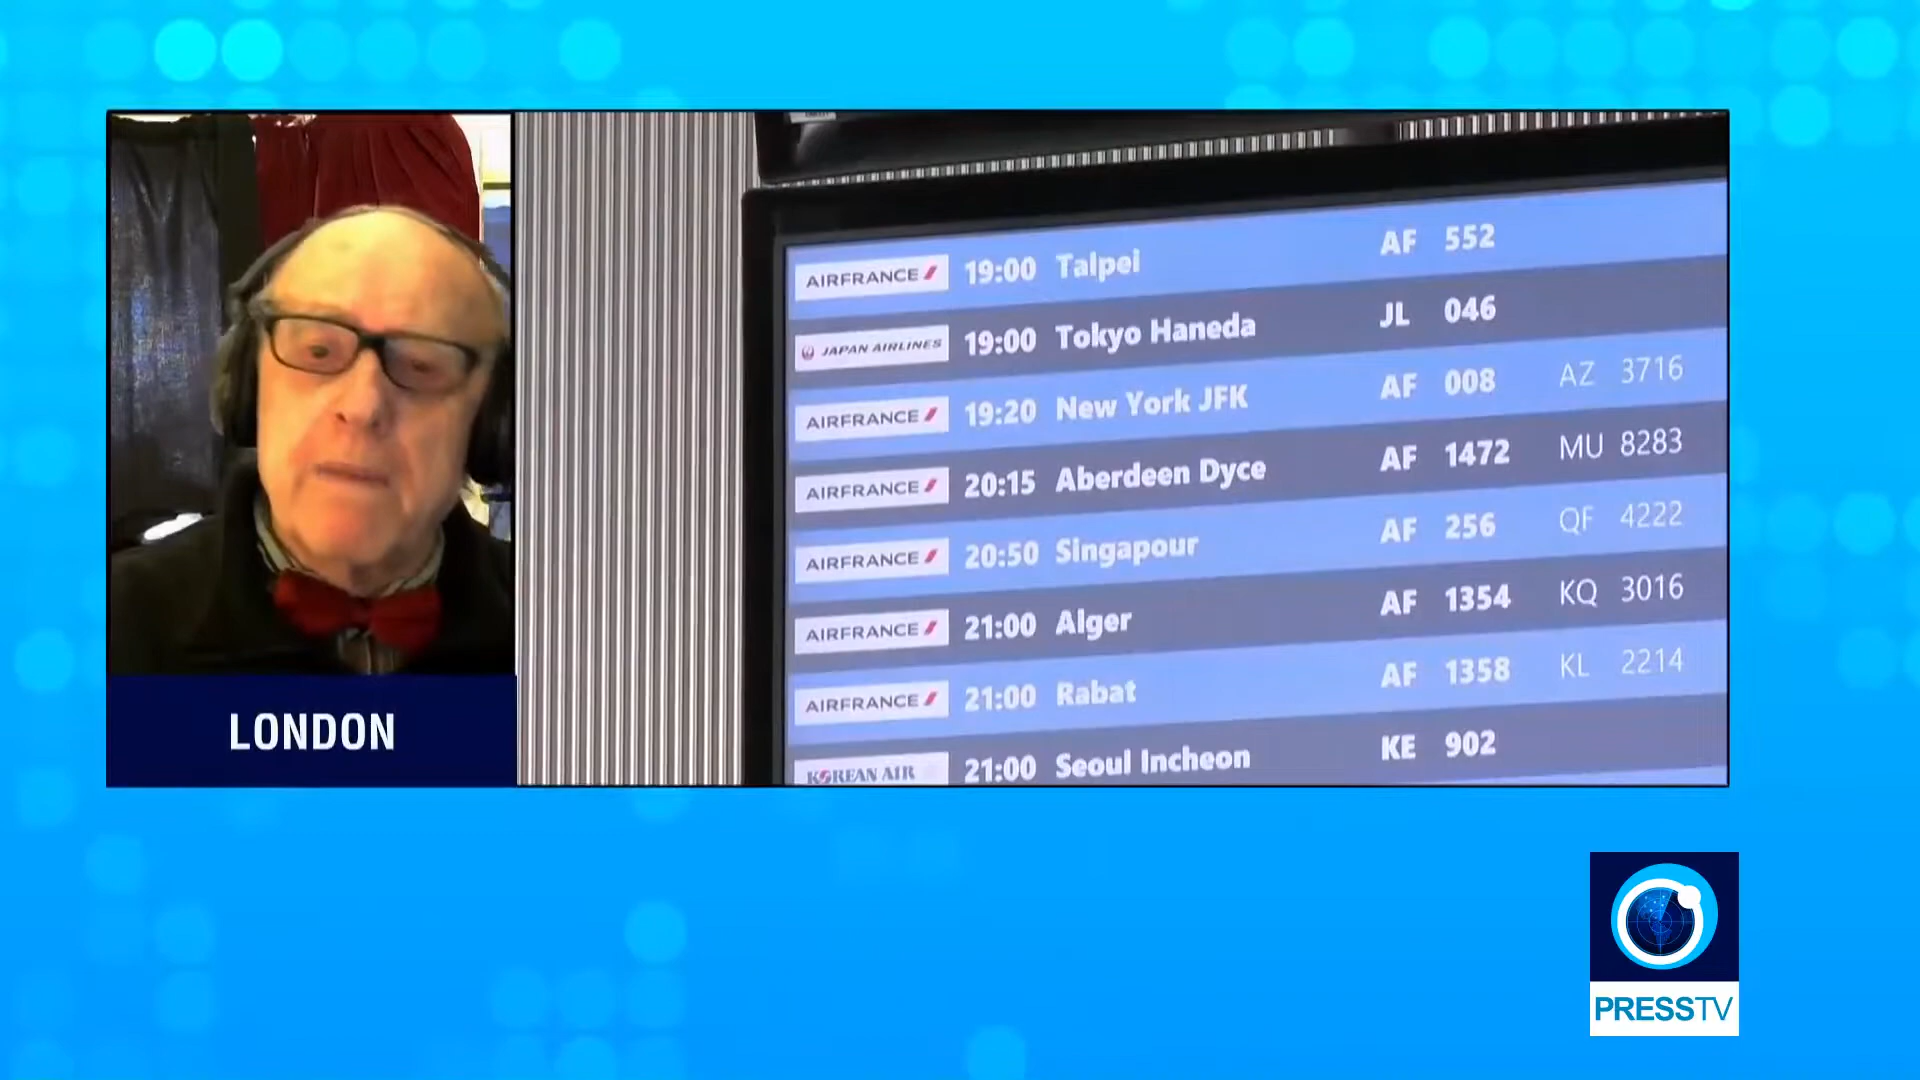 AIRFRANCE 19:00 Taipei AF 552
JAPAN AIRLINES 19:00 Tokyo Haneda JL 046
AIRFRANCE 19:20 New York JFK AF 008 AZ 3716
AIRFRANCE 20:15 Aberdeen Dyce AF 1472 MU 8283
AIRFRANCE 20:50 Singapour AF 256 QF 4222
AIRFRANCE 21:00 Alger AF 1354 KQ 3016
AIRFRANCE 21:00 Rabat AF 1358 KL 2214
KOREAN AIR 21:00 Seoul Incheon KE 902
LONDON
PRESSTV